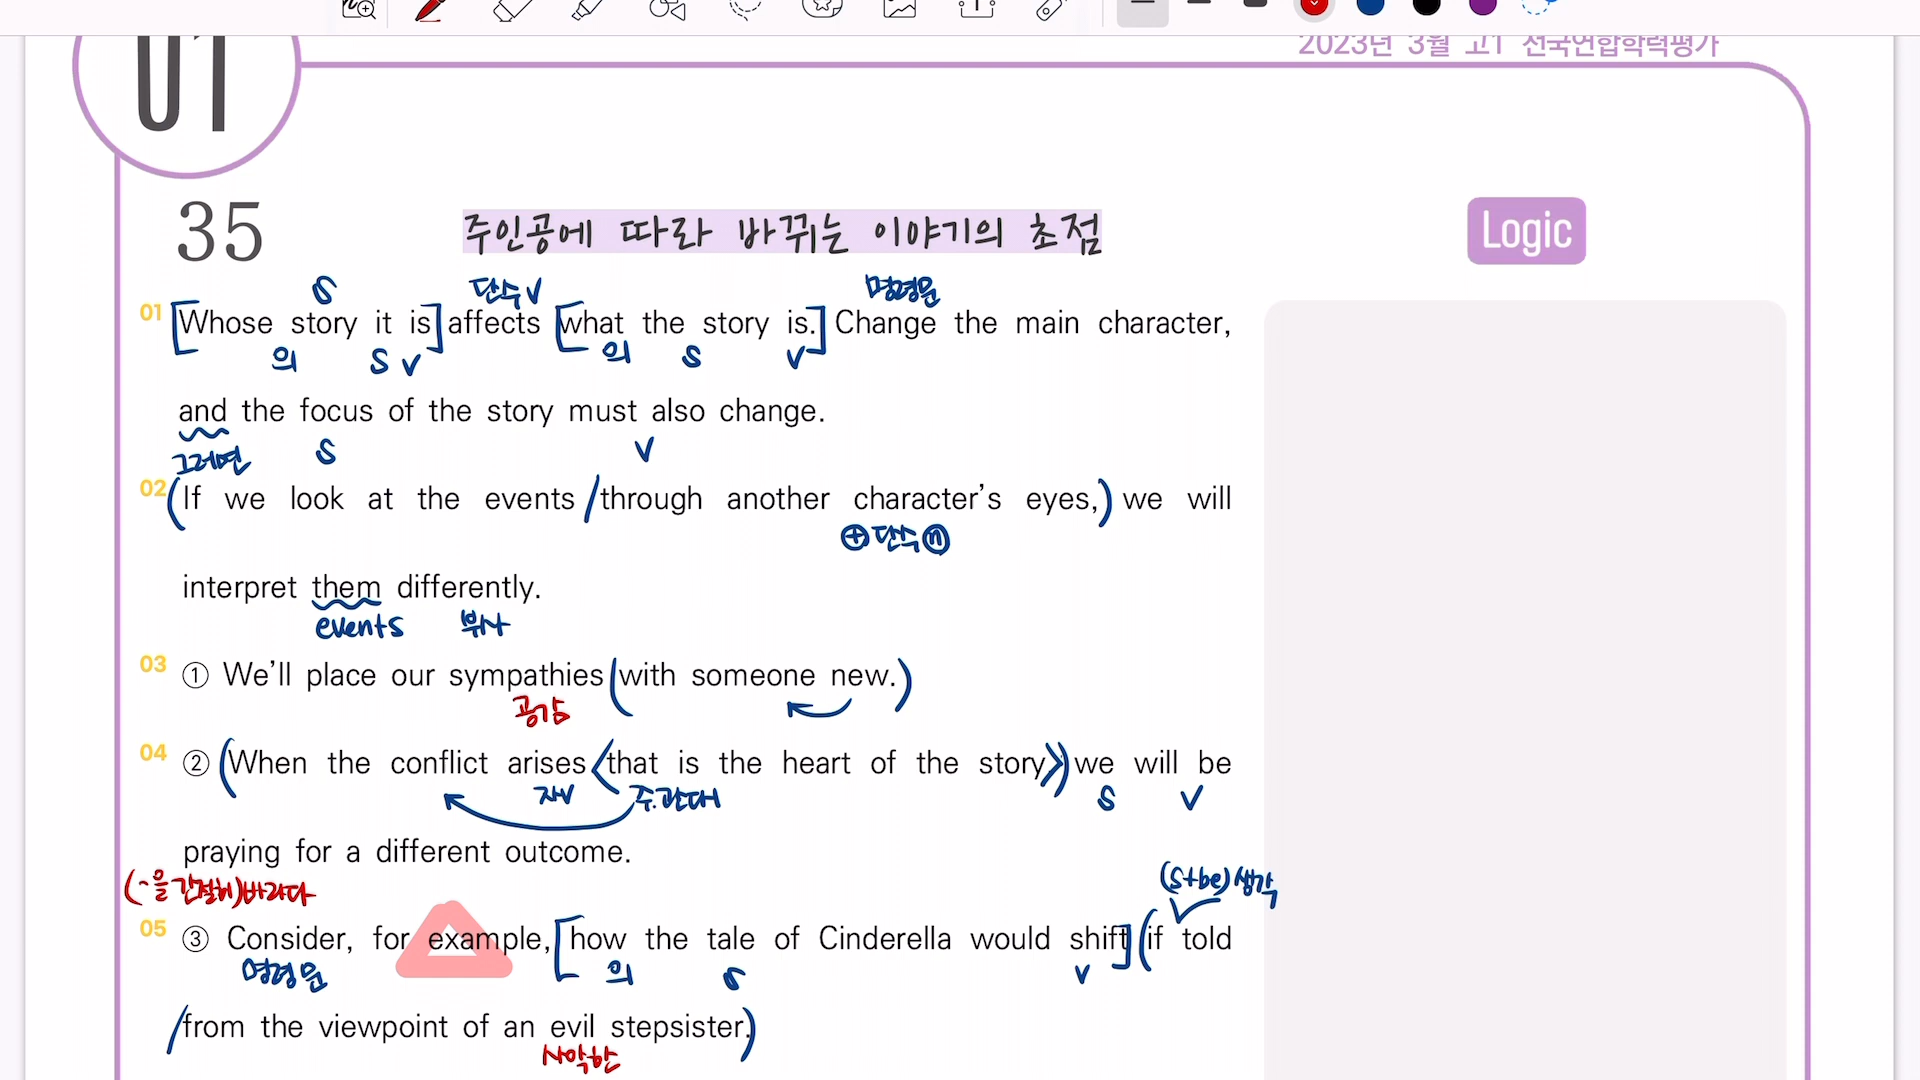 2023년 3월 고1 전국연합학력평가
01
35 주인공에 따라 바뀌는 이야기의 초점 Logic
S 단수 V 명령문
01 [Whose story it is] affects [what the story is.] Change the main character,
의 S V 의 S V
and the focus of the story must also change.
그러면 S V
02 (If we look at the events / through another character's eyes,) we will
⊕ 단수 ⓝ
interpret them differently.
events 부사
03 ① We'll place our sympathies (with someone new.)
공감
04 ② (When the conflict arises <that is the heart of the story>) we will be
자V 주.관대 S V
praying for a different outcome.
(~을 간절히) 바라다 (S+be) 생략
05 ③ Consider, for example, [how the tale of Cinderella would shift] (if told
명령문 의 S V
/ from the viewpoint of an evil stepsister.)
사악한